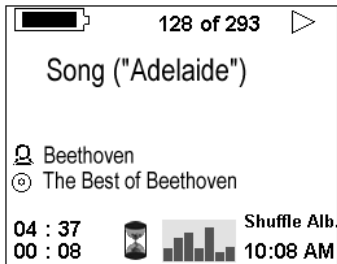 128 of 293
Song ("Adelaide")
Beethoven
The Best of Beethoven
04 : 37
00 : 08
Shuffle Alb.
10:08 AM